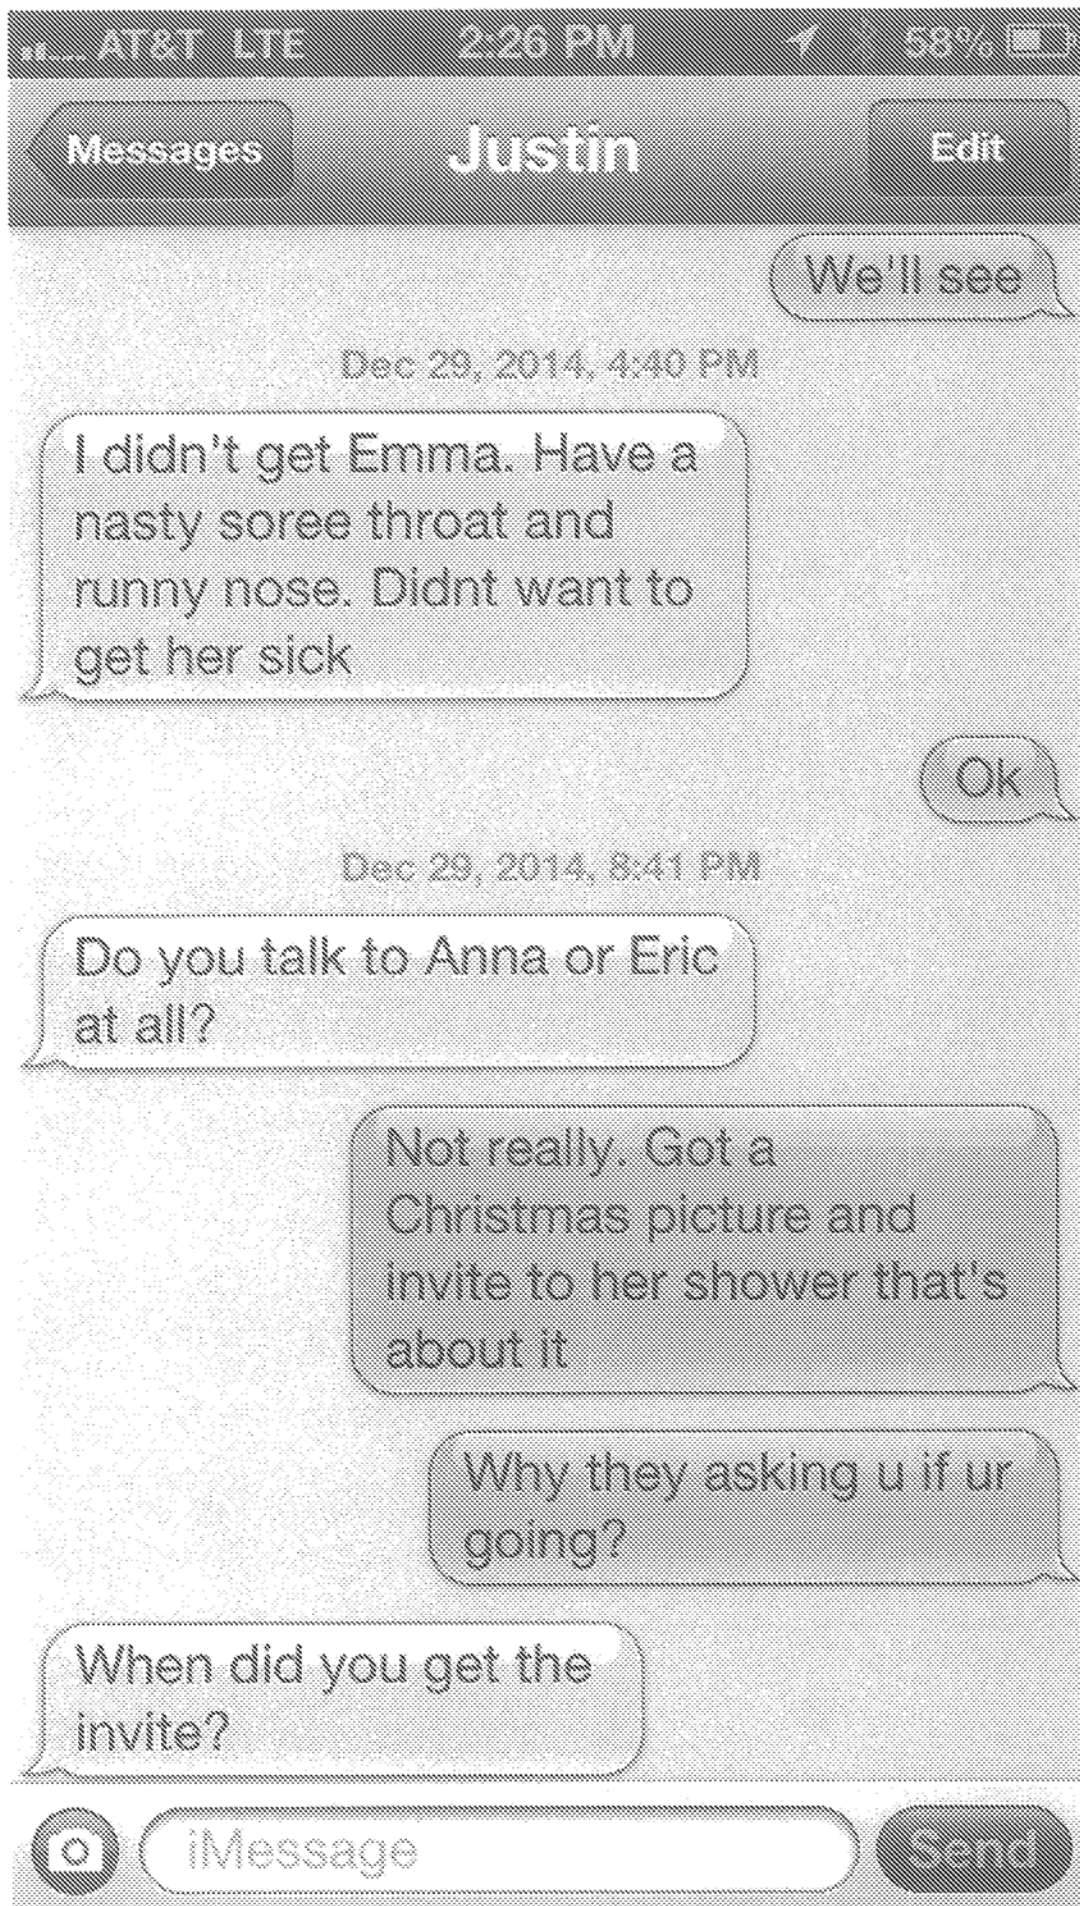 AT&T LTE 2:26 PM 58%
Messages Justin Edit
We'll see
Dec 29, 2014, 4:40 PM
I didn't get Emma. Have a
nasty soree throat and
runny nose. Didnt want to
get her sick
Ok
Dec 29, 2014, 8:41 PM
Do you talk to Anna or Eric
at all?
Not really. Got a
Christmas picture and
invite to her shower that's
about it
Why they asking u if ur
going?
When did you get the
invite?
iMessage Send